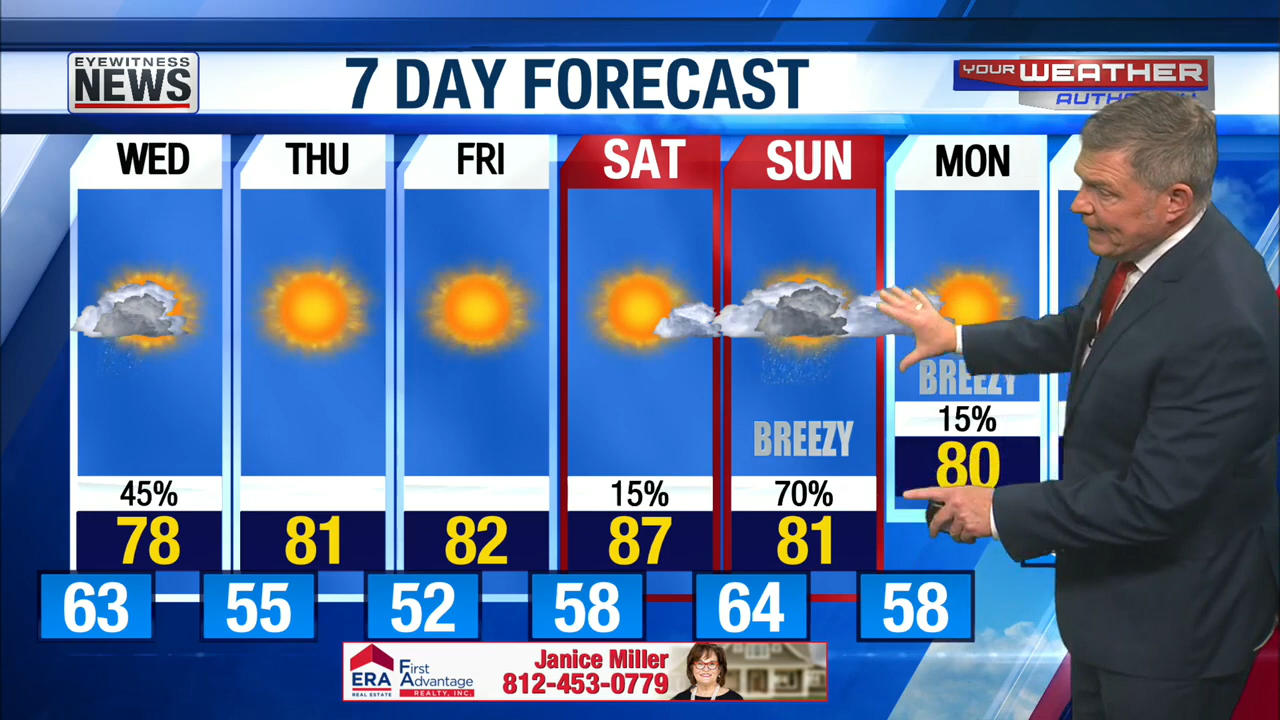 EYEWITNESS
NEWS
7 DAY FORECAST
YOUR WEATHER
WED
THU
FRI
SAT
SUN
MON
BREEZY
BREEZY
45%
15%
70%
15%
78
81
82
87
81
80
63
55
52
58
64
58
ERA
REAL ESTATE
First
Advantage
REALTY, INC.
Janice Miller
812-453-0779